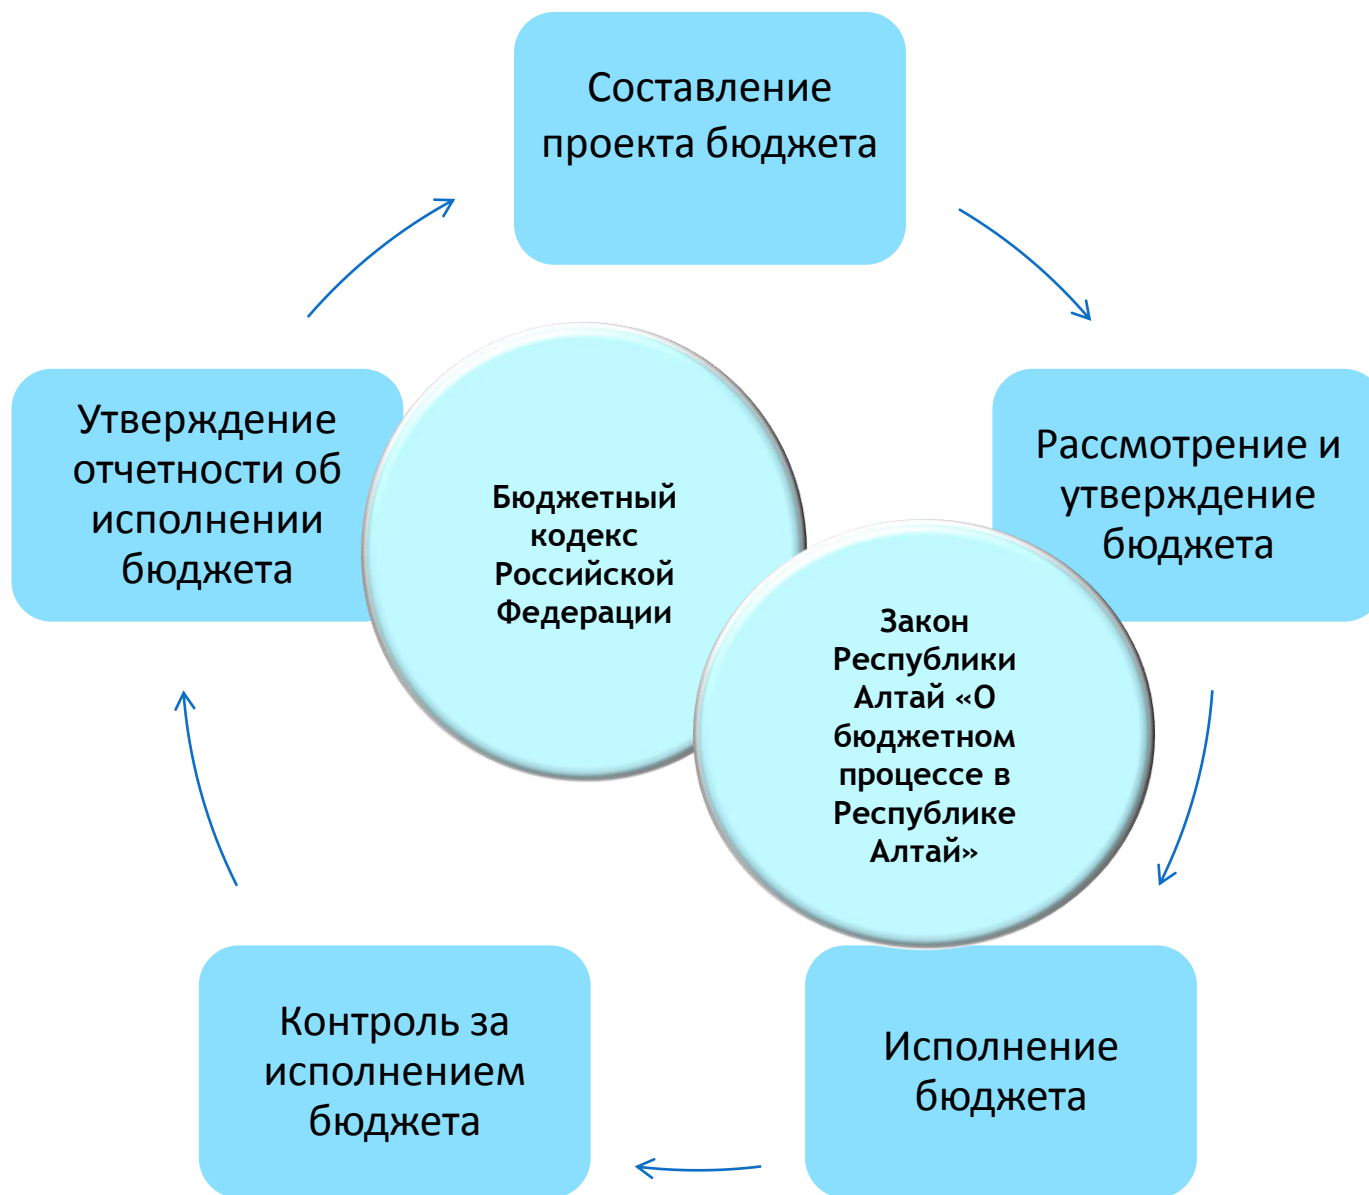 Составление
проекта бюджета
Утверждение
отчетности об
исполнении
бюджета
Бюджетный
кодекс
Российской
Федерации
Рассмотрение и
утверждение
бюджета
Закон
Республики
Алтай «О
бюджетном
процессе в
Республике
Алтай»
Контроль за
исполнением
бюджета
Исполнение
бюджета